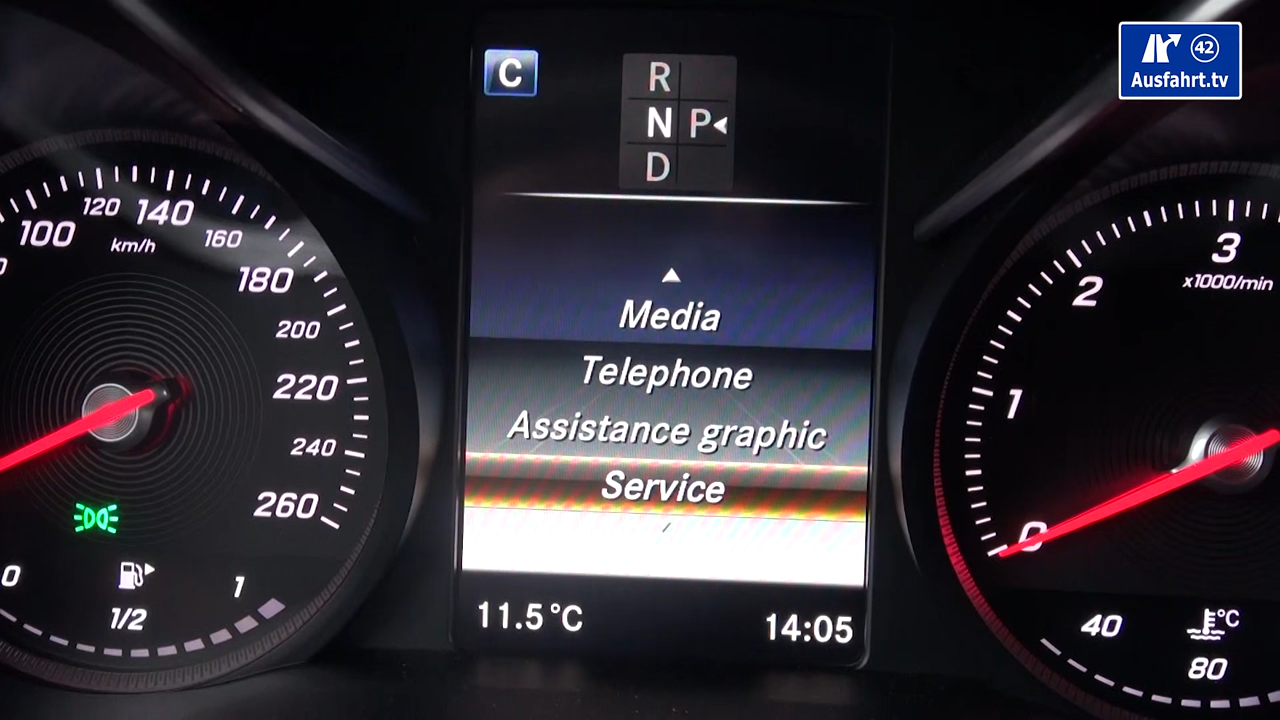 42
Ausfahrt.tv
C
R
N P
D
100
120
140
160
180
200
220
240
260
km/h
Media
Telephone
Assistance graphic
Service
11.5°C
14:05
0
1/2
1
3
2
1
0
x1000/min
40
°C
80